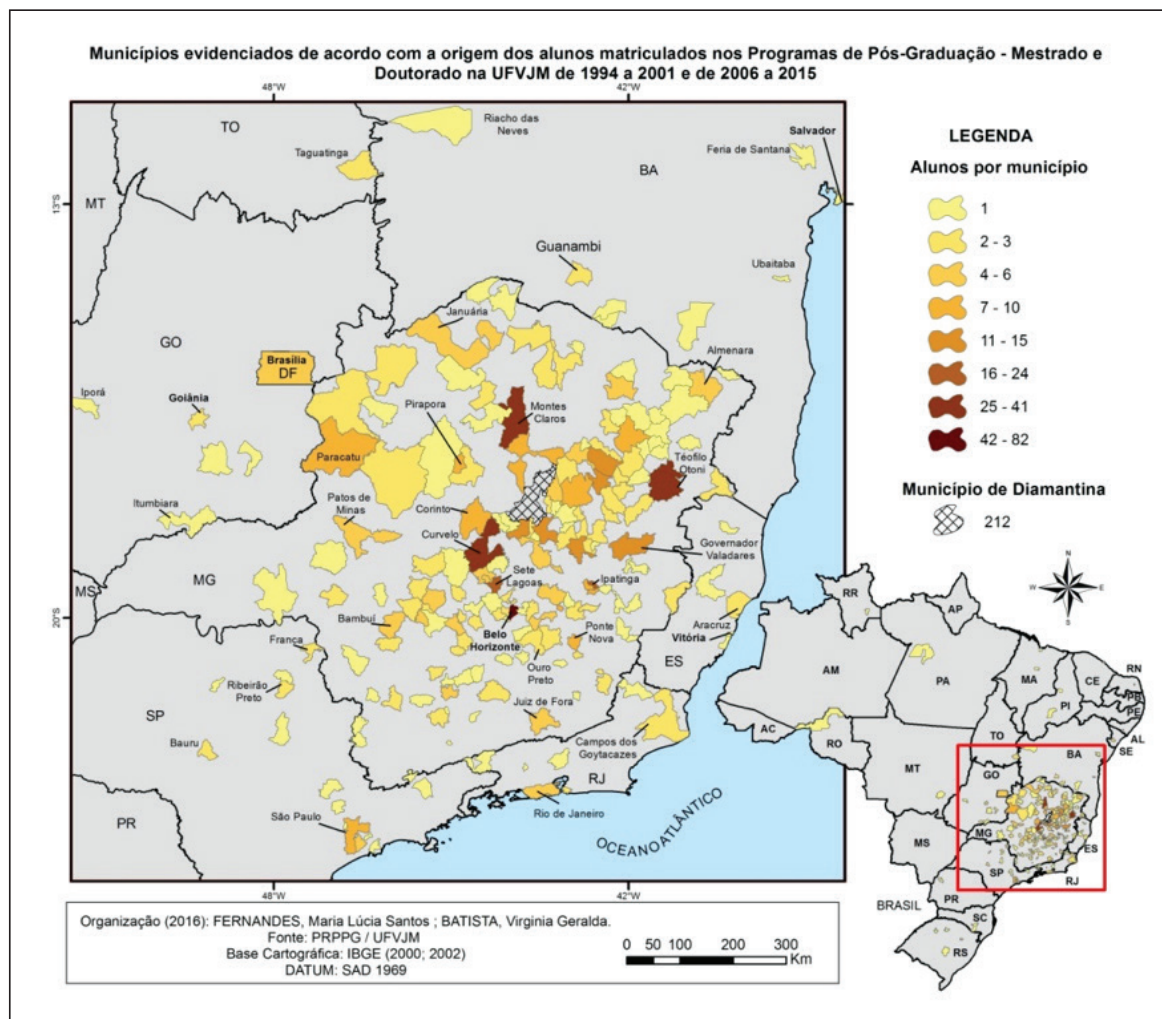 Municípios evidenciados de acordo com a origem dos alunos matriculados nos Programas de Pós-Graduação - Mestrado e
Doutorado na UFVJM de 1994 a 2001 e de 2006 a 2015
48°W
42°W
TO
Riacho das
Neves
Taguatinga
Salvador
Feria de Santana
BA
13°S
MT
Guanambi
Ubaitaba
Januária
GO
Brasília
DF
Almenara
Iporá
Goiânia
Pirapora
Montes
Claros
Paracatu
Téofilo
Otoni
Patos de
Minas
Itumbiara
Corinto
Curvelo
Governador
Valadares
MG
Sete
Lagoas
Ipatinga
MS
20°S
Bambuí
Belo
Horizonte
Ponte
Nova
Aracruz
Vitória
França
Ouro
Preto
ES
Ribeirão
Preto
SP
Juiz de Fora
Bauru
Campos dos
Goytacazes
RJ
PR
São Paulo
Rio de Janeiro
OCEANO ATLÂNTICO
48°W
42°W
LEGENDA
Alunos por município
1
2 - 3
4 - 6
7 - 10
11 - 15
16 - 24
25 - 41
42 - 82
Município de Diamantina
212
N
W
E
S
RR
AP
AM
PA
MA
CE
RN
PB
PE
PI
AC
RO
TO
AL
SE
MT
BA
GO
MG
MS
ES
SP
RJ
BRASIL
PR
SC
RS
Organização (2016): FERNANDES, Maria Lúcia Santos ; BATISTA, Virginia Geralda.
Fonte: PRPPG / UFVJM
Base Cartográfica: IBGE (2000; 2002)
DATUM: SAD 1969
0 50 100 200 300
Km